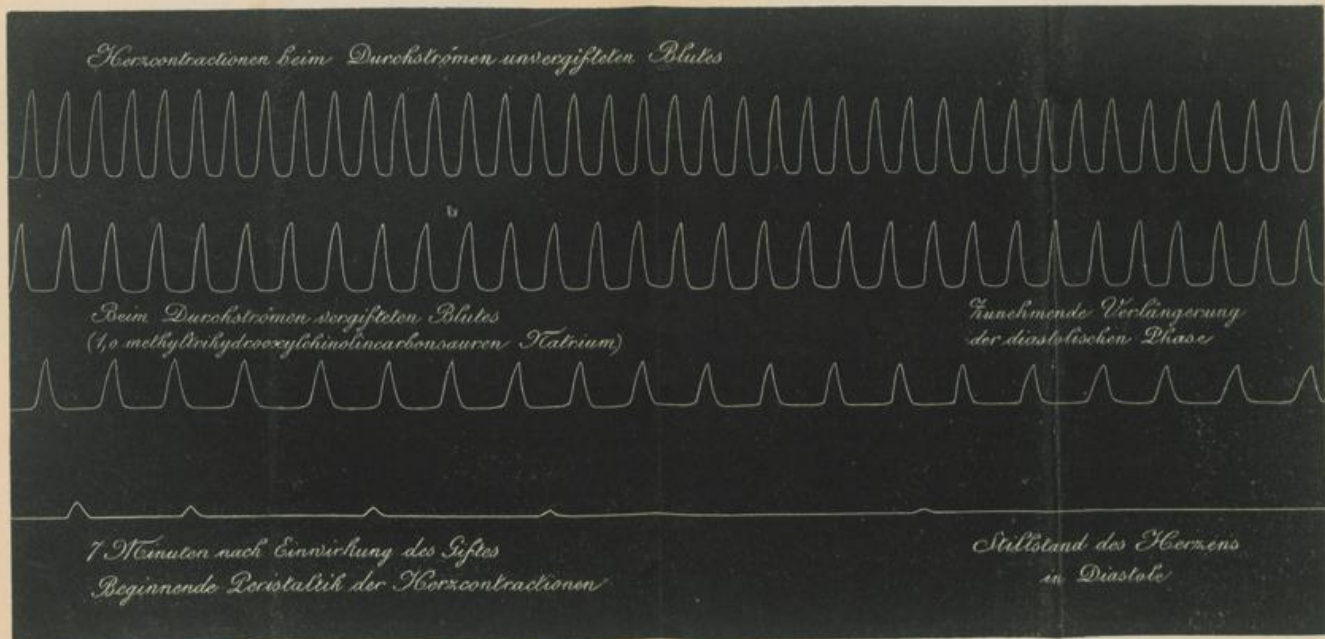 Herzcontractionen beim Durchströmen unvergifteten Blutes
b
Beim Durchströmen vergifteten Blutes
(1,0 methyltrihydrooxylchinolincarbonsauren Natrium)
Zunehmende Verlängerung
der diastolischen Phase
7 Minuten nach Einwirkung des Giftes
Beginnende Peristaltik der Herzcontractionen
Stillstand des Herzens
in Diastole